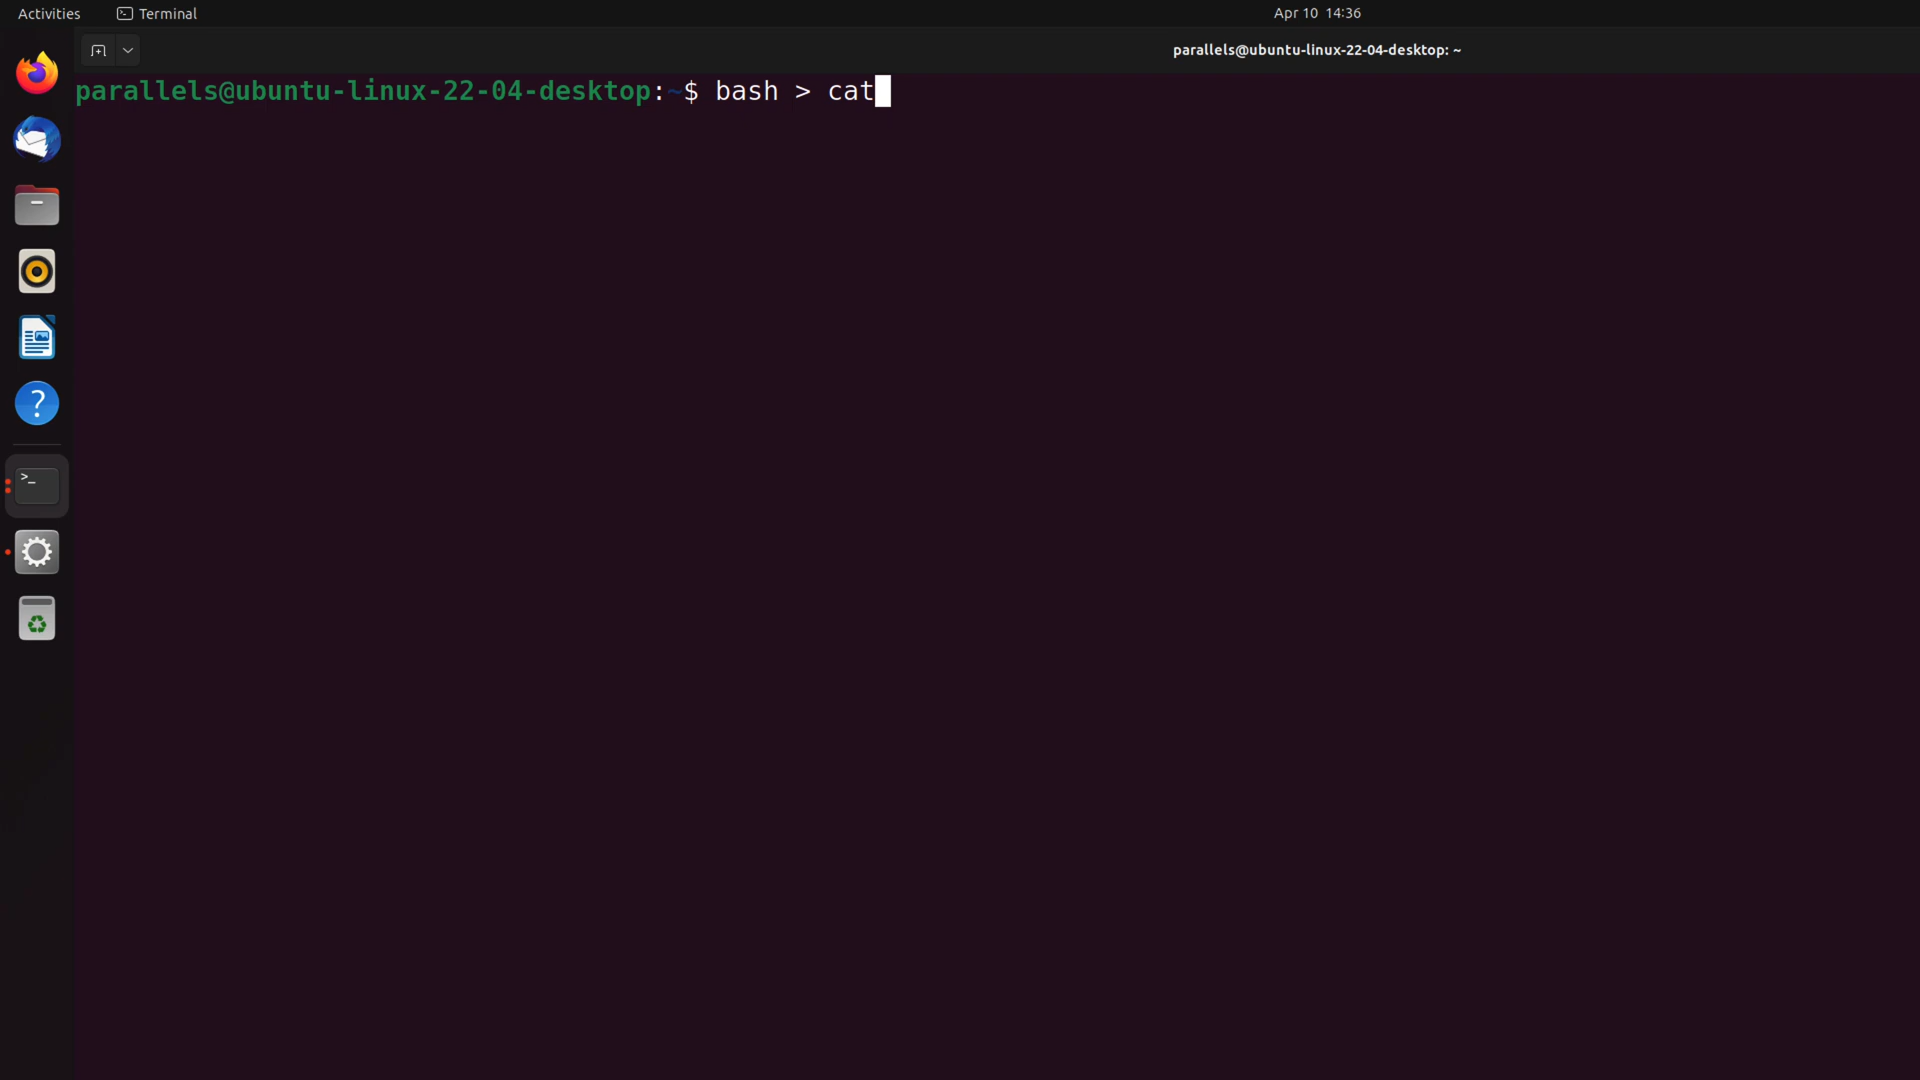 Activities Terminal Apr 10 14:36
parallels@ubuntu-linux-22-04-desktop: ~
parallels@ubuntu-linux-22-04-desktop:~$ bash > cat
?
>_